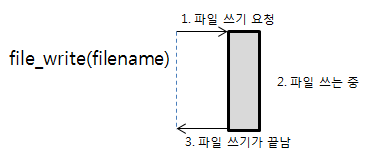 1. 파일 쓰기 요청
file_write(filename)
2. 파일 쓰는 중
3. 파일 쓰기가 끝남